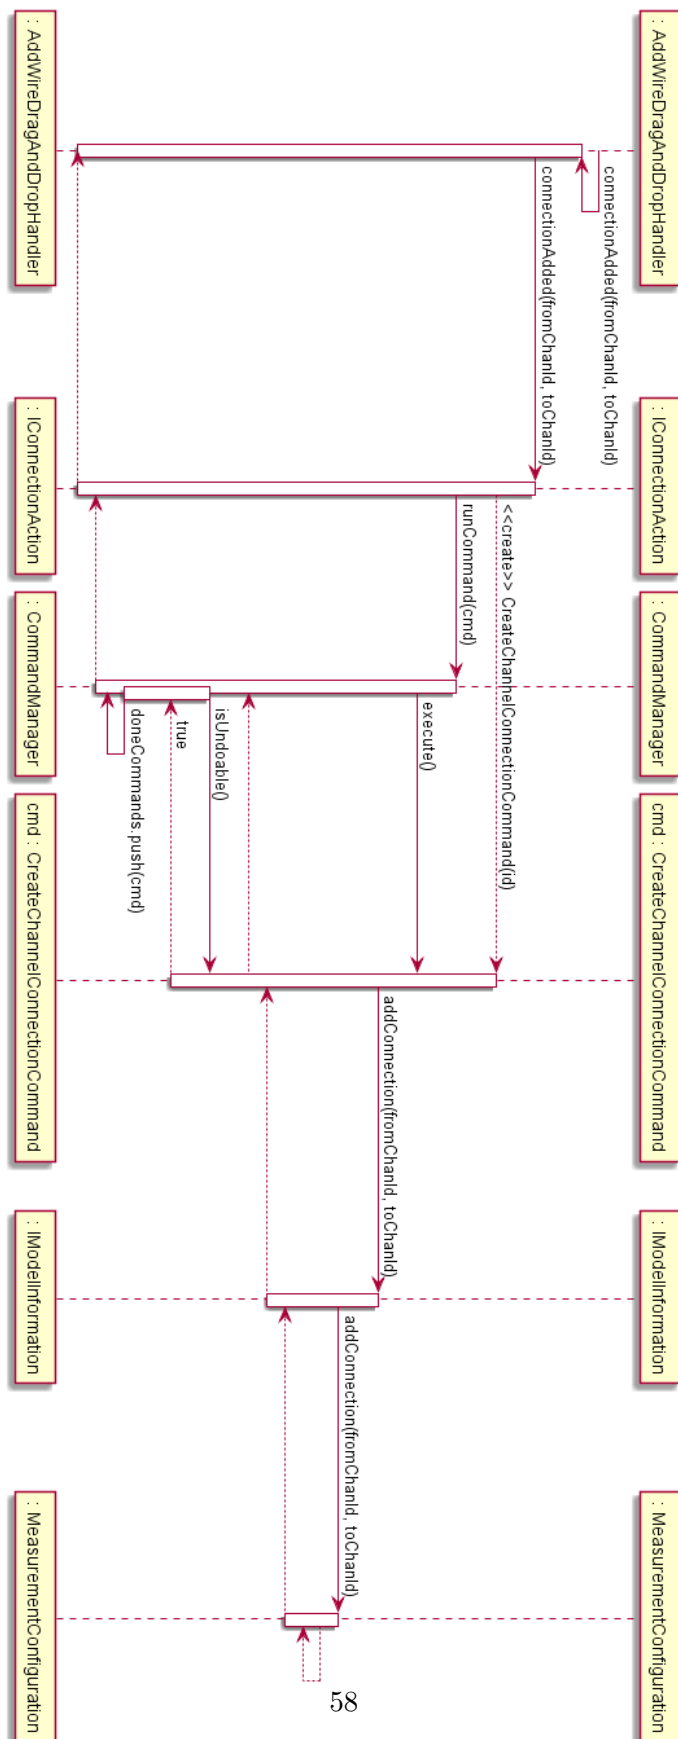 : AddWireDragAndDropHandler
: IConnectionAction
: CommandManager
cmd : CreateChannelConnectionCommand
: IModelInformation
: MeasurementConfiguration
connectionAdded(fromChanId, toChanId)
connectionAdded(fromChanId, toChanId)
<<create>> CreateChannelConnectionCommand(id)
runCommand(cmd)
execute()
addConnection(fromChanId, toChanId)
addConnection(fromChanId, toChanId)
isUndoable()
true
doneCommands.push(cmd)
: AddWireDragAndDropHandler
: IConnectionAction
: CommandManager
cmd : CreateChannelConnectionCommand
: IModelInformation
: MeasurementConfiguration
58